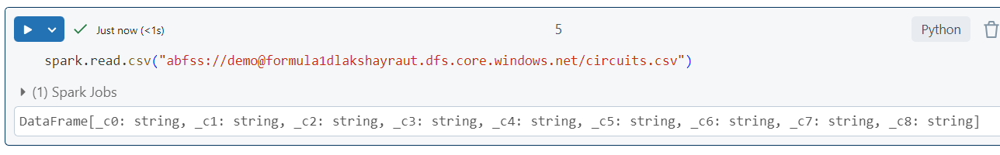 Just now (<1s)
5
Python
spark.read.csv("abfss://demo@formula1dlakshayraut.dfs.core.windows.net/circuits.csv")
(1) Spark Jobs
DataFrame[_c0: string, _c1: string, _c2: string, _c3: string, _c4: string, _c5: string, _c6: string, _c7: string, _c8: string]